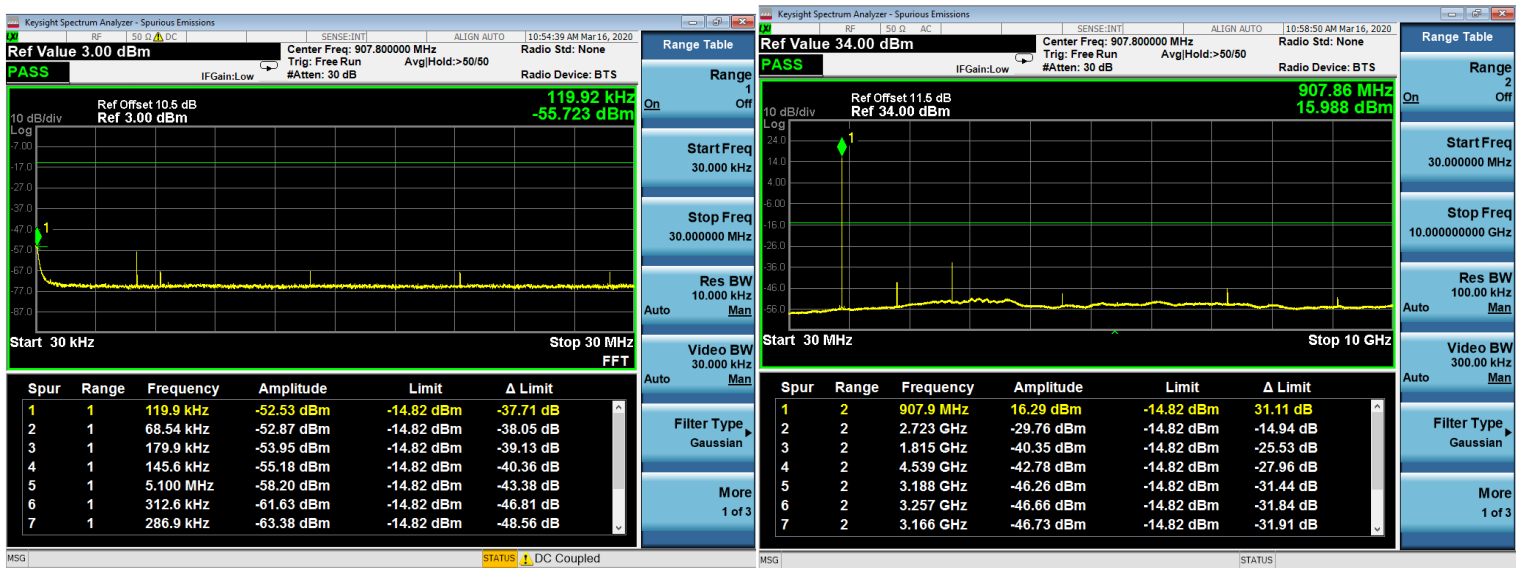 Keysight Spectrum Analyzer - Spurious Emissions
RF 50 Ω DC SENSE:INT ALIGN AUTO 10:54:39 AM Mar 16, 2020
Ref Value 3.00 dBm
PASS
IFGain:Low
Center Freq: 907.800000 MHz
Trig: Free Run Avg|Hold:>50/50
#Atten: 30 dB
Radio Std: None
Radio Device: BTS
Ref Offset 10.5 dB
10 dB/div Ref 3.00 dBm
Log
119.92 kHz
-55.723 dBm
-7.00
-17.0
-27.0
-37.0
-47.0
-57.0
-67.0
-77.0
-87.0
1
Start 30 kHz Stop 30 MHz
FFT
Spur Range Frequency Amplitude Limit Δ Limit
1 1 119.9 kHz -52.53 dBm -14.82 dBm -37.71 dB
2 1 68.54 kHz -52.87 dBm -14.82 dBm -38.05 dB
3 1 179.9 kHz -53.95 dBm -14.82 dBm -39.13 dB
4 1 145.6 kHz -55.18 dBm -14.82 dBm -40.36 dB
5 1 5.100 MHz -58.20 dBm -14.82 dBm -43.38 dB
6 1 312.6 kHz -61.63 dBm -14.82 dBm -46.81 dB
7 1 286.9 kHz -63.38 dBm -14.82 dBm -48.56 dB
MSG STATUS DC Coupled
Range Table
Range
1
On Off
Start Freq
30.000 kHz
Stop Freq
30.000000 MHz
Res BW
10.000 kHz
Auto Man
Video BW
30.000 kHz
Auto Man
Filter Type
Gaussian
More
1 of 3
Keysight Spectrum Analyzer - Spurious Emissions
RF 50 Ω AC SENSE:INT ALIGN AUTO 10:58:50 AM Mar 16, 2020
Ref Value 34.00 dBm
PASS
IFGain:Low
Center Freq: 907.800000 MHz
Trig: Free Run Avg|Hold:>50/50
#Atten: 30 dB
Radio Std: None
Radio Device: BTS
Ref Offset 11.5 dB
10 dB/div Ref 34.00 dBm
Log
907.86 MHz
15.988 dBm
24.0
14.0
4.00
-6.00
-16.0
-26.0
-36.0
-46.0
-56.0
1
Start 30 MHz Stop 10 GHz
Spur Range Frequency Amplitude Limit Δ Limit
1 2 907.9 MHz 16.29 dBm -14.82 dBm 31.11 dB
2 2 2.723 GHz -29.76 dBm -14.82 dBm -14.94 dB
3 2 1.815 GHz -40.35 dBm -14.82 dBm -25.53 dB
4 2 4.539 GHz -42.78 dBm -14.82 dBm -27.96 dB
5 2 3.188 GHz -46.26 dBm -14.82 dBm -31.44 dB
6 2 3.257 GHz -46.66 dBm -14.82 dBm -31.84 dB
7 2 3.166 GHz -46.73 dBm -14.82 dBm -31.91 dB
MSG STATUS
Range Table
Range
2
On Off
Start Freq
30.000000 MHz
Stop Freq
10.000000000 GHz
Res BW
100.00 kHz
Auto Man
Video BW
300.00 kHz
Auto Man
Filter Type
Gaussian
More
1 of 3